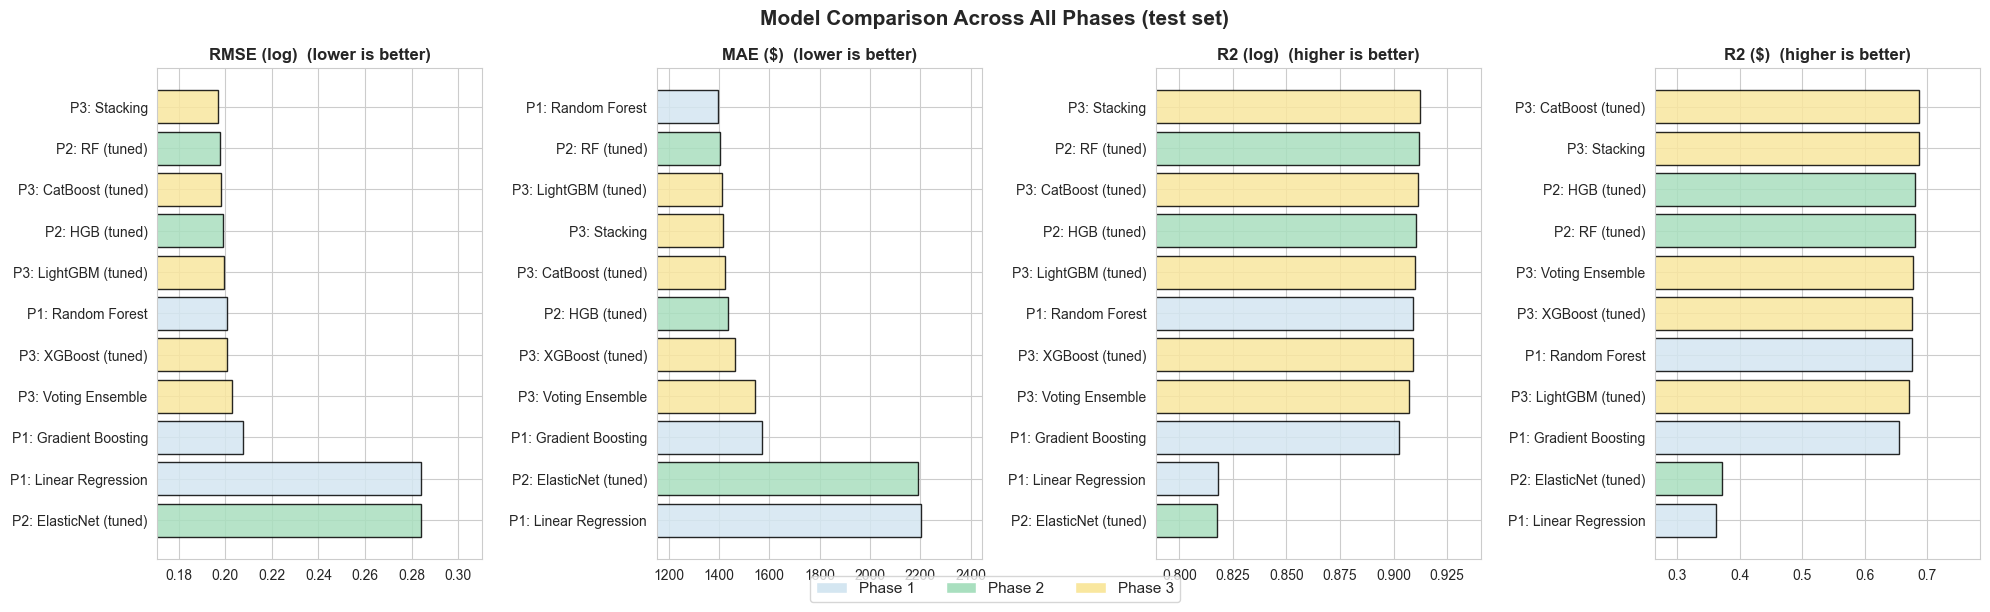 Model Comparison Across All Phases (test set)
RMSE (log)  (lower is better)
P3: Stacking
P2: RF (tuned)
P3: CatBoost (tuned)
P2: HGB (tuned)
P3: LightGBM (tuned)
P1: Random Forest
P3: XGBoost (tuned)
P3: Voting Ensemble
P1: Gradient Boosting
P1: Linear Regression
P2: ElasticNet (tuned)
0.18 0.20 0.22 0.24 0.26 0.28 0.30
MAE ($)  (lower is better)
P1: Random Forest
P2: RF (tuned)
P3: LightGBM (tuned)
P3: Stacking
P3: CatBoost (tuned)
P2: HGB (tuned)
P3: XGBoost (tuned)
P3: Voting Ensemble
P1: Gradient Boosting
P2: ElasticNet (tuned)
P1: Linear Regression
1200 1400 1600 1800 2000 2200 2400
R2 (log)  (higher is better)
P3: Stacking
P2: RF (tuned)
P3: CatBoost (tuned)
P2: HGB (tuned)
P3: LightGBM (tuned)
P1: Random Forest
P3: XGBoost (tuned)
P3: Voting Ensemble
P1: Gradient Boosting
P1: Linear Regression
P2: ElasticNet (tuned)
0.800 0.825 0.850 0.875 0.900 0.925
R2 ($)  (higher is better)
P3: CatBoost (tuned)
P3: Stacking
P2: HGB (tuned)
P2: RF (tuned)
P3: Voting Ensemble
P3: XGBoost (tuned)
P1: Random Forest
P3: LightGBM (tuned)
P1: Gradient Boosting
P2: ElasticNet (tuned)
P1: Linear Regression
0.3 0.4 0.5 0.6 0.7
Phase 1 Phase 2 Phase 3